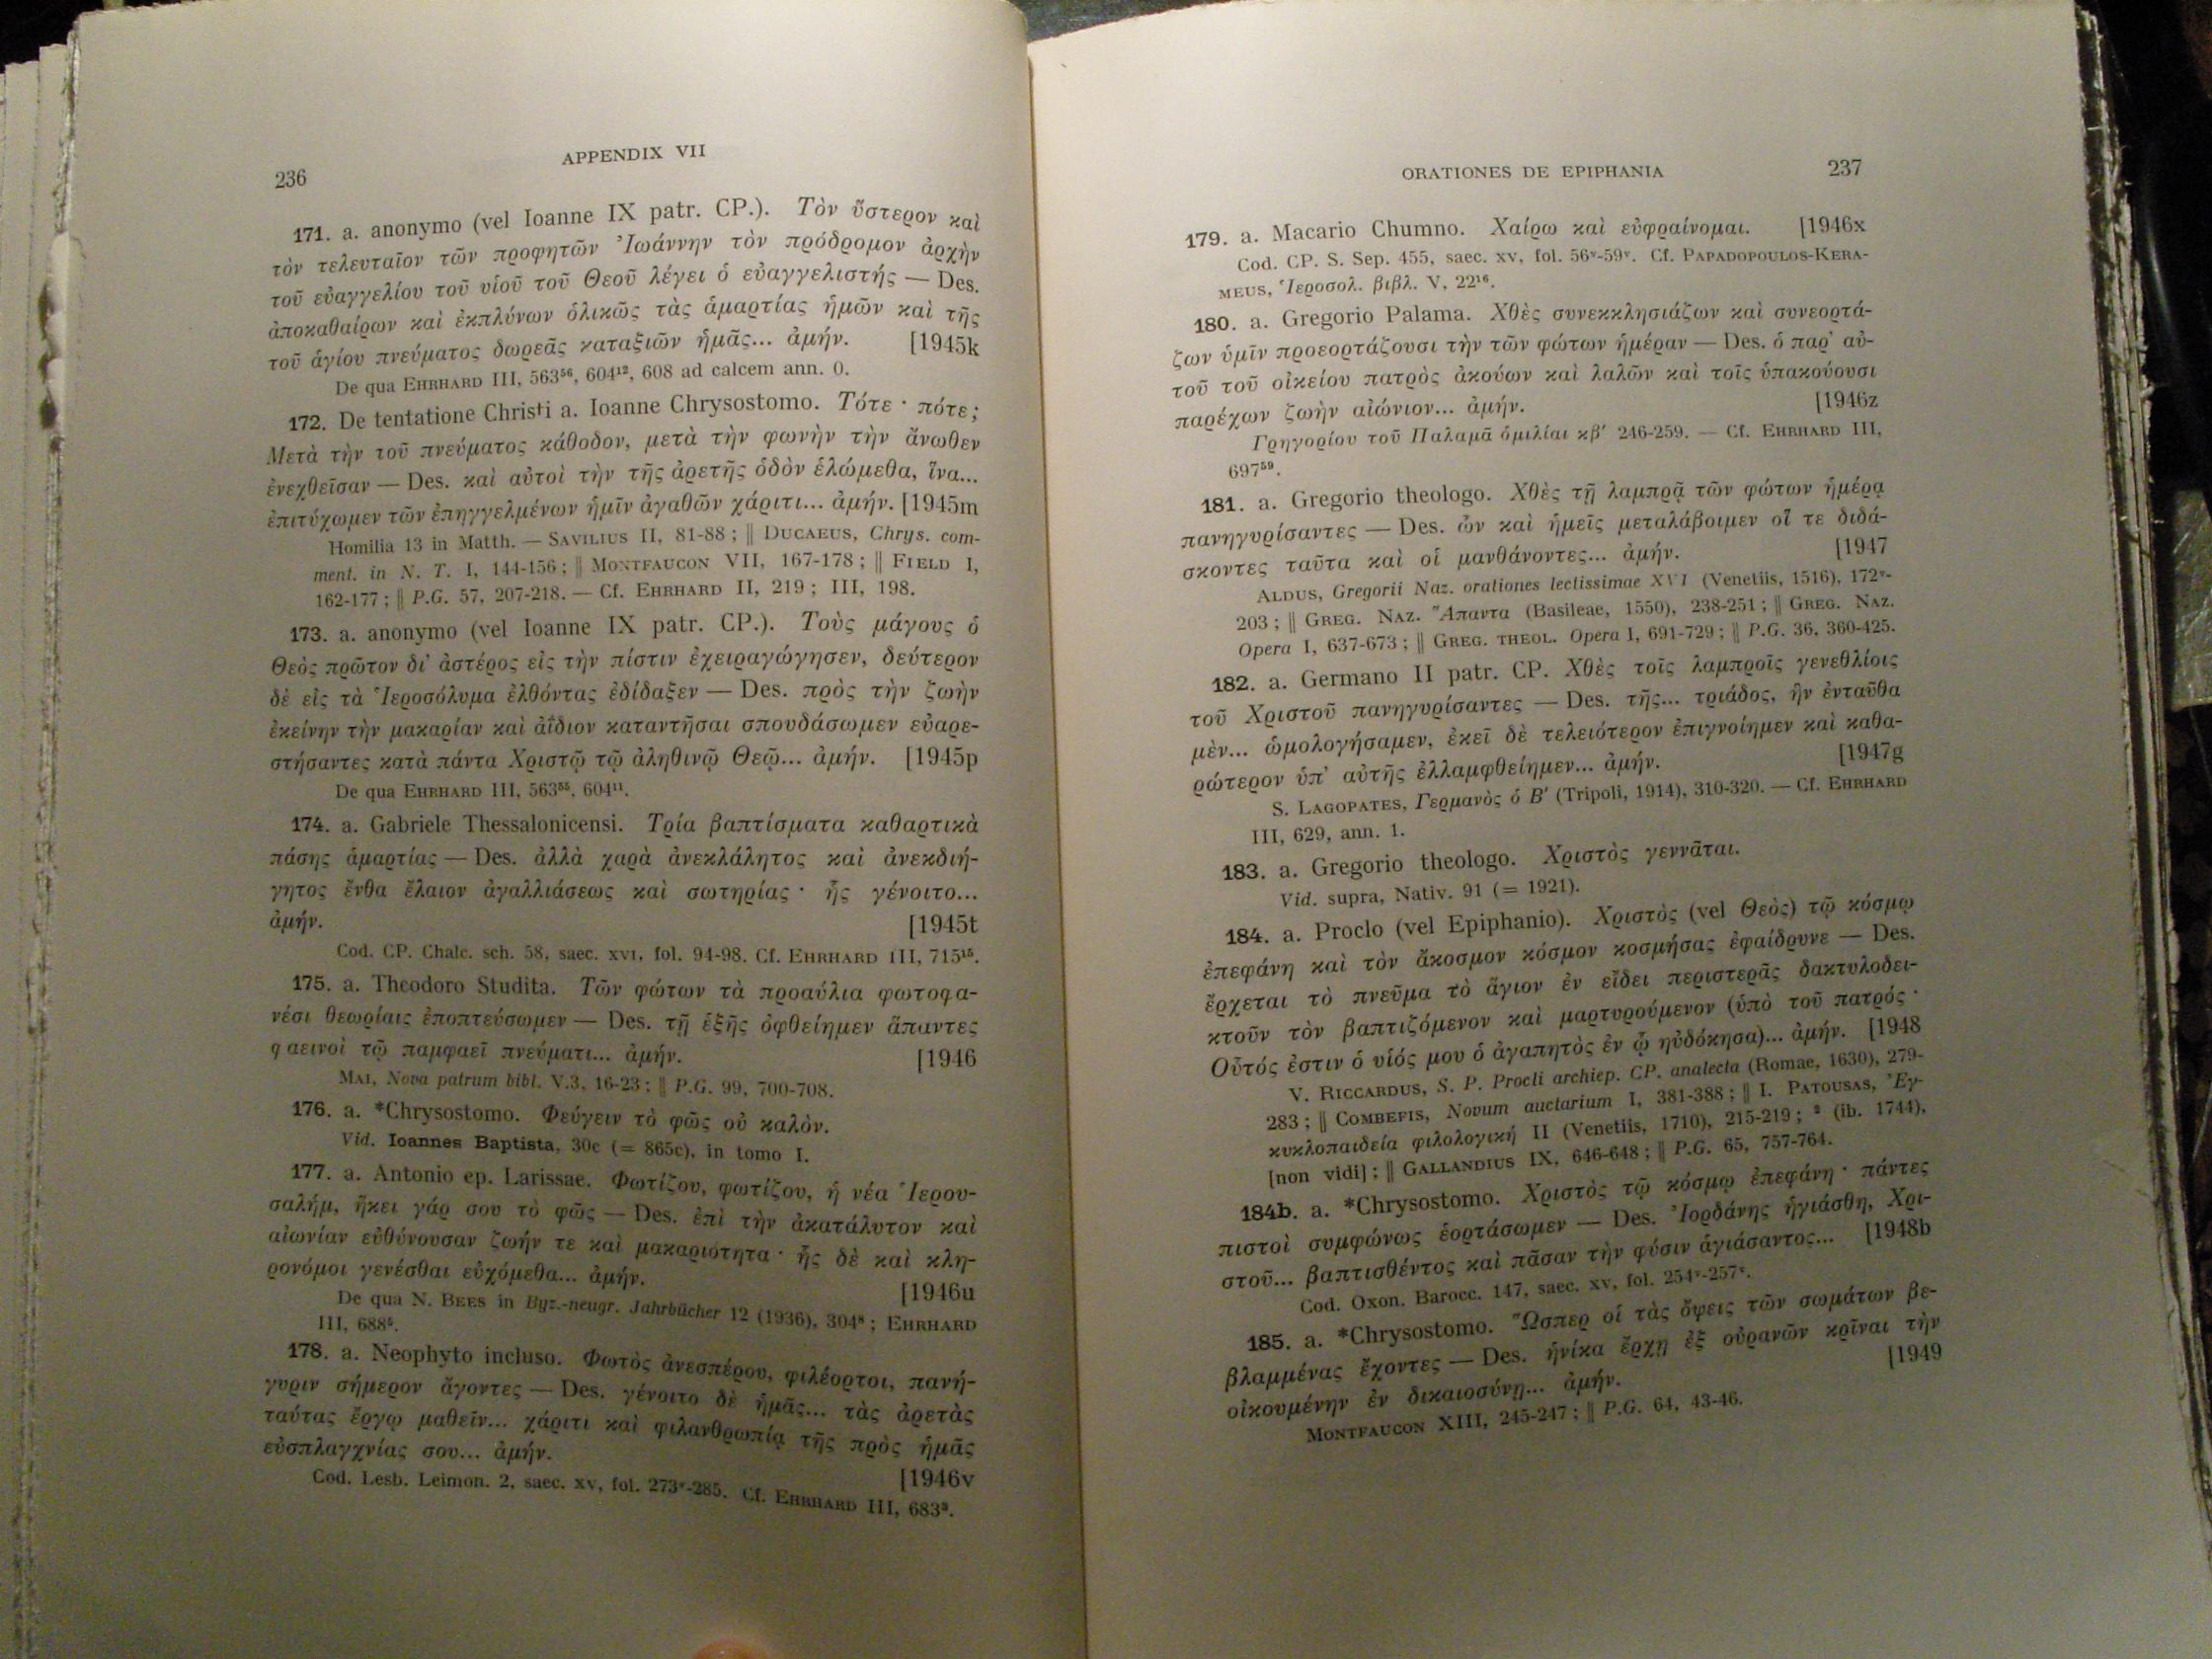 236
APPENDIX VII
171. a. anonymo (vel Ioanne IX patr. CP.). Τὸν ὕστερον καὶ
τὸν τελευταῖον τῶν προφητῶν Ἰωάννην τὸν πρόδρομον ἀρχὴν
τοῦ εὐαγγελίου τοῦ υἱοῦ τοῦ Θεοῦ λέγει ὁ εὐαγγελιστής — Des.
ἀποκαθαίρων καὶ ἐκπλύνων ὁλικῶς τὰς ἁμαρτίας ἡμῶν καὶ τῆς
τοῦ ἁγίου πνεύματος δωρεᾶς καταξιῶν ἡμᾶς... ἀμήν. [1945k
De qua EHRHARD III, 563⁵⁶, 604¹², 608 ad calcem ann. 0.
172. De tentatione Christi a. Ioanne Chrysostomo. Τότε · πότε;
Μετὰ τὴν τοῦ πνεύματος κάθοδον, μετὰ τὴν φωνὴν τὴν ἄνωθεν
ἐνεχθεῖσαν — Des. καὶ αὐτοὶ τὴν τῆς ἀρετῆς ὁδὸν ἑλώμεθα, ἵνα...
ἐπιτύχωμεν τῶν ἐπηγγελμένων ἡμῖν ἀγαθῶν χάριτι... ἀμήν. [1945m
Homilia 13 in Matth. — SAVILIUS II, 81-88 ; || DUCAEUS, Chrys. com-
ment. in N. T. I, 144-156 ; || MONTFAUCON VII, 167-178 ; || FIELD I,
162-177 ; || P.G. 57, 207-218. — Cf. EHRHARD II, 219 ; III, 198.
173. a. anonymo (vel Ioanne IX patr. CP.). Τοὺς μάγους ὁ
Θεὸς πρῶτον δι' ἀστέρος εἰς τὴν πίστιν ἐχειραγώγησεν, δεύτερον
δὲ εἰς τὰ Ἱεροσόλυμα ἐλθόντας ἐδίδαξεν — Des. πρὸς τὴν ζωὴν
ἐκείνην τὴν μακαρίαν καὶ ἀΐδιον καταντῆσαι σπουδάσωμεν εὐαρε-
στήσαντες κατὰ πάντα Χριστῷ τῷ ἀληθινῷ Θεῷ... ἀμήν. [1945p
De qua EHRHARD III, 563⁵⁵, 604¹¹.
174. a. Gabriele Thessalonicensi. Τρία βαπτίσματα καθαρτικὰ
πάσης ἁμαρτίας — Des. ἀλλὰ χαρὰ ἀνεκλάλητος καὶ ἀνεκδιή-
γητος ἔνθα ἔλαιον ἀγαλλιάσεως καὶ σωτηρίας · ἧς γένοιτο...
ἀμήν. [1945t
Cod. CP. Chalc. sch. 58, saec. XVI, fol. 94-98. Cf. EHRHARD III, 715¹⁵.
175. a. Theodoro Studita. Τῶν φώτων τὰ προαύλια φωτοφα-
νέσι θεωρίαις ἐποπτεύσωμεν — Des. τῇ ἑξῆς ὀφθείημεν ἅπαντες
φαεινοὶ τῷ παμφαεῖ πνεύματι... ἀμήν. [1946
MAI, Nova patrum bibl. V.3, 16-23 ; || P.G. 99, 700-708.
176. a. *Chrysostomo. Φεύγειν τὸ φῶς οὐ καλὸν.
Vid. Ioannes Baptista, 30c (= 865c), in tomo I.
177. a. Antonio ep. Larissae. Φωτίζου, φωτίζου, ἡ νέα Ἱερου-
σαλήμ, ἥκει γάρ σου τὸ φῶς — Des. ἐπὶ τὴν ἀκατάλυτον καὶ
αἰωνίαν εὐθύνουσαν ζωήν τε καὶ μακαριότητα · ἧς δὲ καὶ κλη-
ρονόμοι γενέσθαι εὐχόμεθα... ἀμήν. [1946u
De qua N. BEES in Byz.-neugr. Jahrbücher 12 (1936), 304⁸ ; EHRHARD
III, 688⁵.
178. a. Neophyto incluso. Φωτὸς ἀνεσπέρου, φιλέορτοι, πανή-
γυριν σήμερον ἄγοντες — Des. γένοιτο δὲ ἡμᾶς... τὰς ἀρετὰς
ταύτας ἔργῳ μαθεῖν... χάριτι καὶ φιλανθρωπίᾳ τῆς πρὸς ἡμᾶς
εὐσπλαγχνίας σου... ἀμήν. [1946v
Cod. Lesb. Leimon. 2, saec. XV, fol. 273ᵛ-285. Cf. EHRHARD III, 683³.
ORATIONES DE EPIPHANIA
237
179. a. Macario Chumno. Χαίρω καὶ εὐφραίνομαι. [1946x
Cod. CP. S. Sep. 455, saec. XV, fol. 56ᵛ-59ᵛ. Cf. PAPADOPOULOS-KERA-
MEUS, Ἱεροσολ. βιβλ. V, 22¹⁶.
180. a. Gregorio Palama. Χθὲς συνεκκλησιάζων καὶ συνεορτά-
ζων ὑμῖν προεορτάζουσι τὴν τῶν φώτων ἡμέραν — Des. ὁ παρ' αὐ-
τοῦ τοῦ οἰκείου πατρὸς ἀκούων καὶ λαλῶν καὶ τοῖς ὑπακούουσι
παρέχων ζωὴν αἰώνιον... ἀμήν. [1946z
Γρηγορίου τοῦ Παλαμᾶ ὁμιλίαι κβ′ 246-259. — Cf. EHRHARD III,
697⁵⁹.
181. a. Gregorio theologo. Χθὲς τῇ λαμπρᾷ τῶν φώτων ἡμέρᾳ
πανηγυρίσαντες — Des. ὧν καὶ ἡμεῖς μεταλάβοιμεν οἵ τε διδά-
σκοντες ταῦτα καὶ οἱ μανθάνοντες... ἀμήν. [1947
ALDUS, Gregorii Naz. orationes lectissimae XVI (Venetiis, 1516), 172ᵛ-
203 ; || GREG. NAZ. Ἅπαντα (Basileae, 1550), 238-251 ; || GREG. NAZ.
Opera I, 637-673 ; || GREG. THEOL. Opera I, 691-729 ; || P.G. 36, 360-425.
182. a. Germano II patr. CP. Χθὲς τοῖς λαμπροῖς γενεθλίοις
τοῦ Χριστοῦ πανηγυρίσαντες — Des. τῆς... τριάδος, ἣν ἐνταῦθα
μὲν... ὡμολογήσαμεν, ἐκεῖ δὲ τελειότερον ἐπιγνοίημεν καὶ καθα-
ρώτερον ὑπ' αὐτῆς ἐλλαμφθείημεν... ἀμήν. [1947g
S. LAGOPATES, Γερμανὸς ὁ Β′ (Tripoli, 1914), 310-320. — Cf. EHRHARD
III, 629, ann. 1.
183. a. Gregorio theologo. Χριστὸς γεννᾶται.
Vid. supra, Nativ. 91 (= 1921).
184. a. Proclo (vel Epiphanio). Χριστὸς (vel Θεὸς) τῷ κόσμῳ
ἐπεφάνη καὶ τὸν ἄκοσμον κόσμον κοσμήσας ἐφαίδρυνε — Des.
ἔρχεται τὸ πνεῦμα τὸ ἅγιον ἐν εἴδει περιστερᾶς δακτυλοδει-
κτοῦν τὸν βαπτιζόμενον καὶ μαρτυρούμενον (ὑπὸ τοῦ πατρός ·
Οὗτός ἐστιν ὁ υἱός μου ὁ ἀγαπητὸς ἐν ᾧ ηὐδόκησα)... ἀμήν. [1948
V. RICCARDUS, S. P. Procli archiep. CP. analecta (Romae, 1630), 279-
283 ; || COMBEFIS, Novum auctarium I, 381-388 ; || I. PATOUSAS, Ἐγ-
κυκλοπαιδεία φιλολογική II (Venetiis, 1710), 215-219 ; ² (ib. 1744),
[non vidi] ; || GALLANDIUS IX, 646-648 ; || P.G. 65, 757-764.
184b. a. *Chrysostomo. Χριστὸς τῷ κόσμῳ ἐπεφάνη · πάντες
πιστοὶ συμφώνως ἑορτάσωμεν — Des. Ἰορδάνης ἡγιάσθη, Χρι-
στοῦ... βαπτισθέντος καὶ πᾶσαν τὴν φύσιν ἁγιάσαντος... [1948b
Cod. Oxon. Barocc. 147, saec. XV, fol. 254ᵛ-257ᵛ.
185. a. *Chrysostomo. Ὥσπερ οἱ τὰς ὄψεις τῶν σωμάτων βε-
βλαμμένας ἔχοντες — Des. ἡνίκα ἔρχῃ ἐξ οὐρανῶν κρῖναι τὴν
οἰκουμένην ἐν δικαιοσύνῃ... ἀμήν. [1949
MONTFAUCON XIII, 245-247 ; || P.G. 64, 43-46.